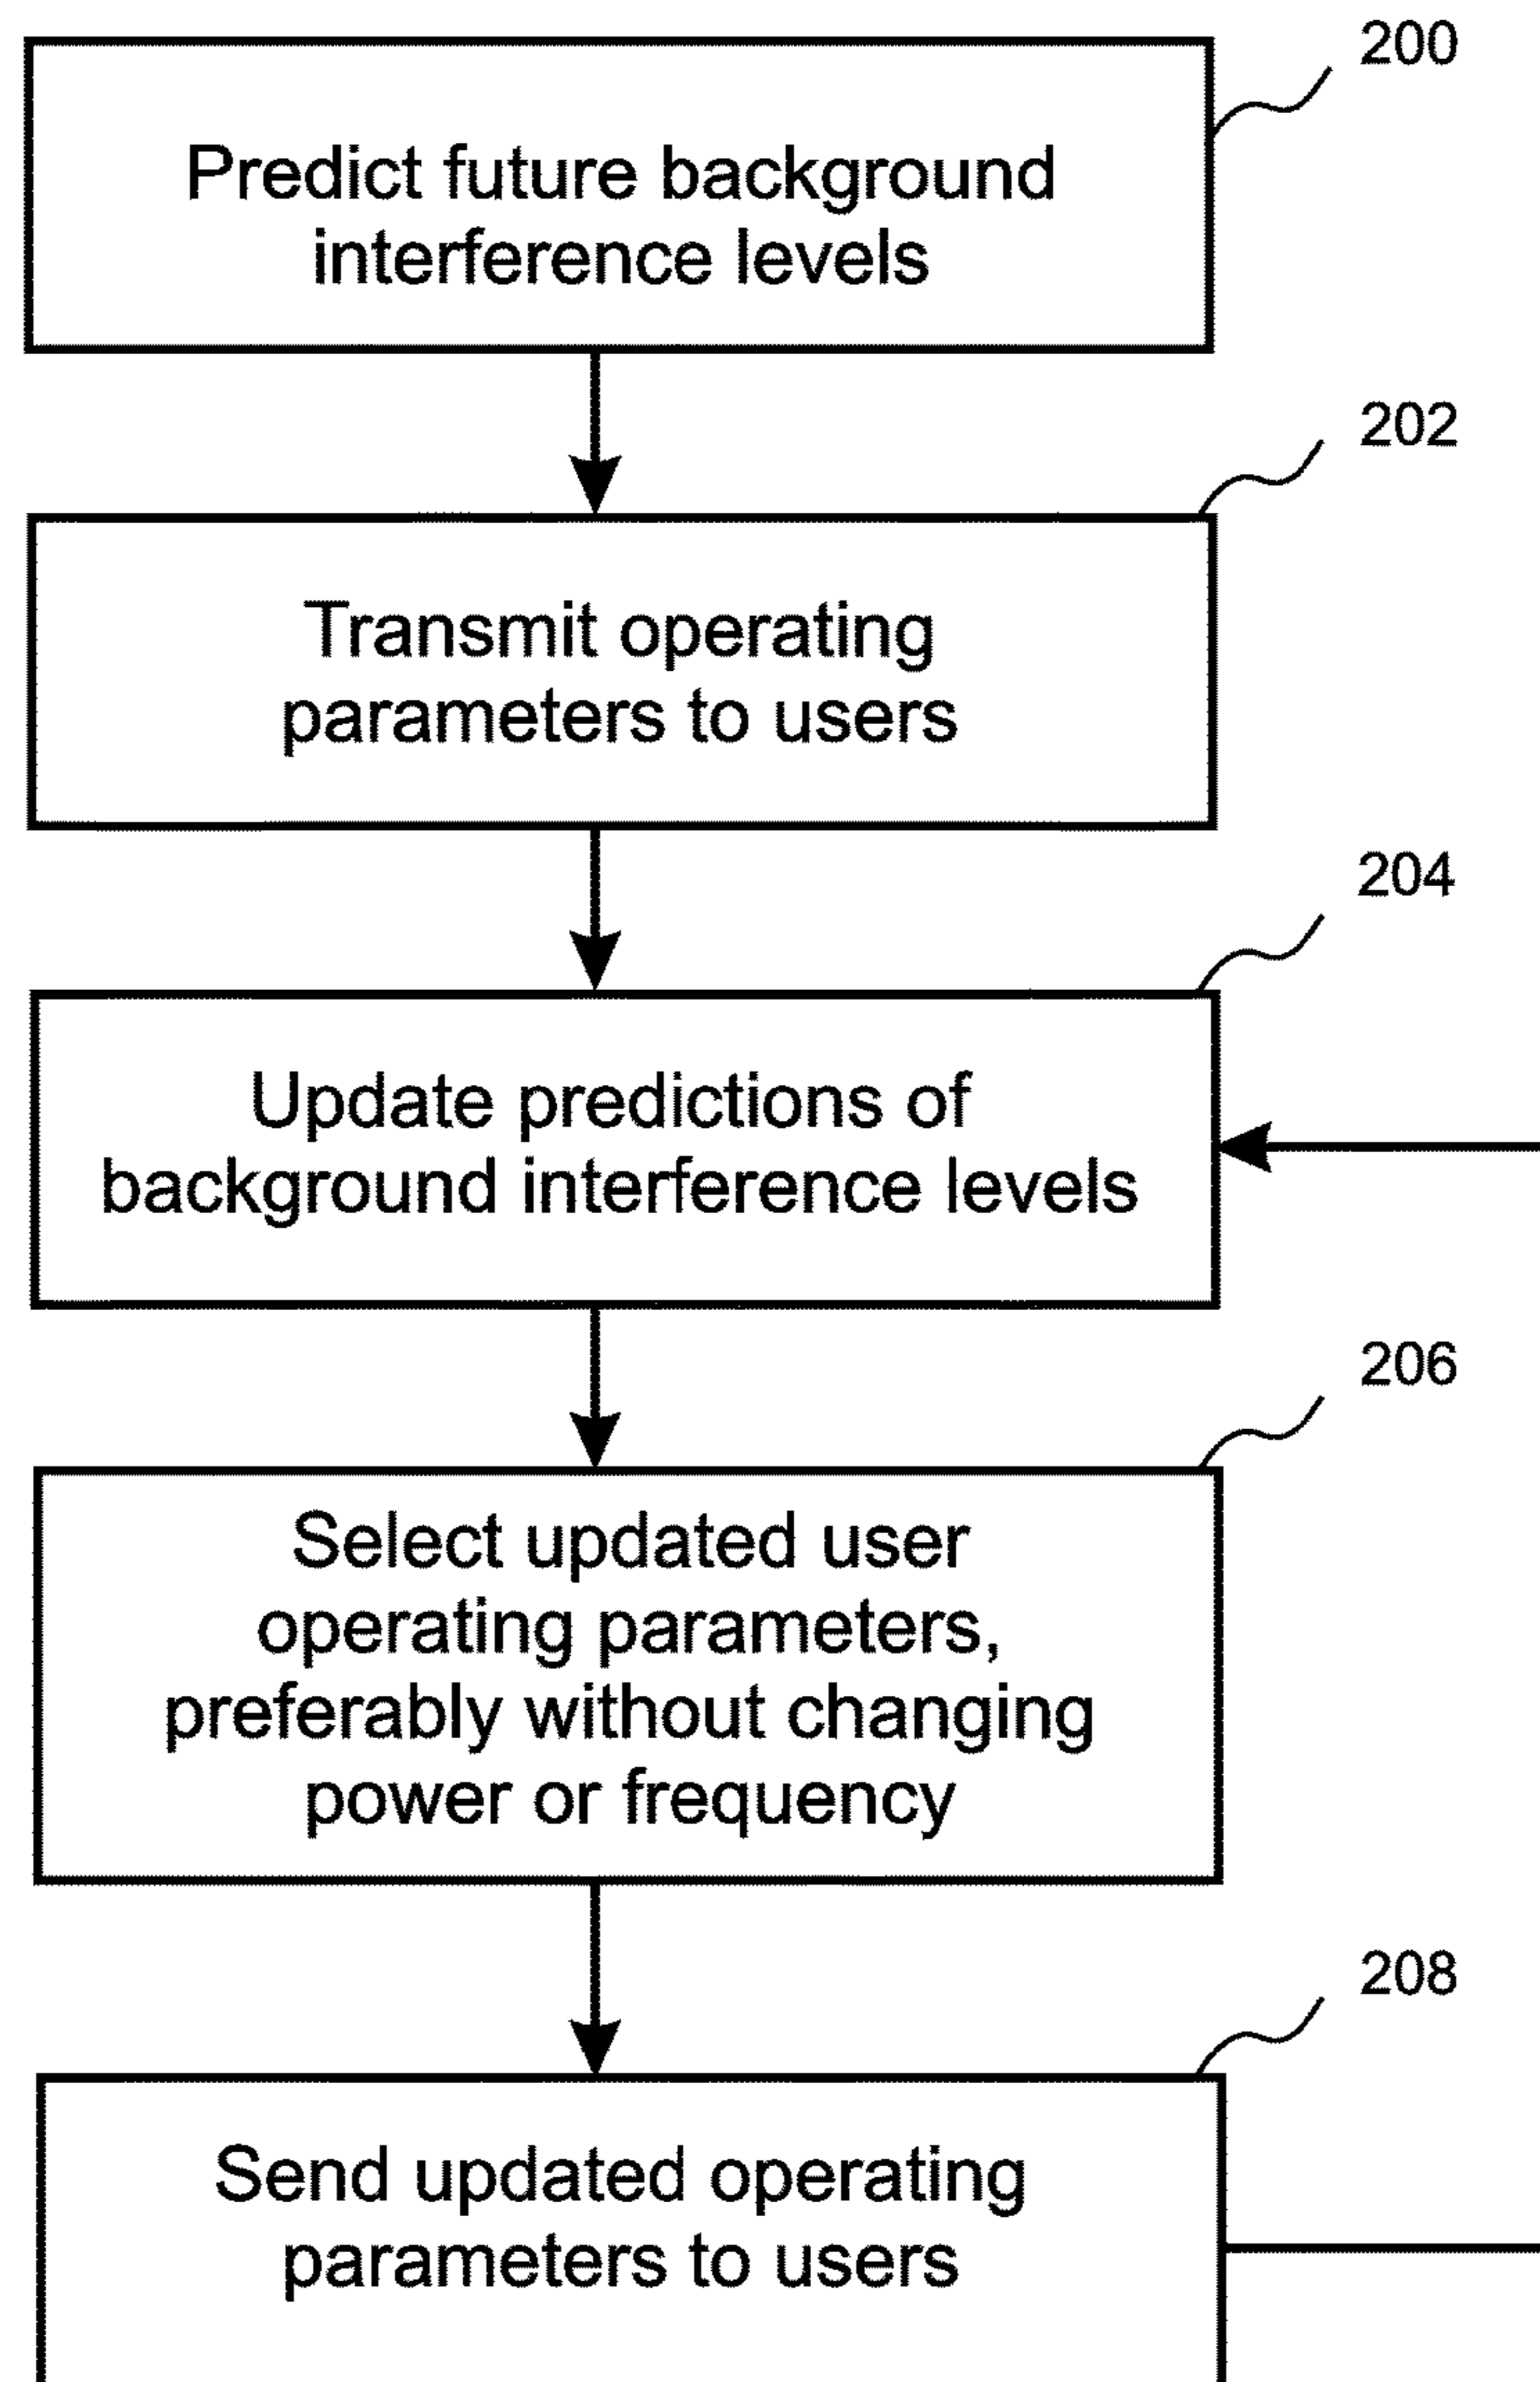 200
Predict future background
interference levels
202
Transmit operating
parameters to users
204
Update predictions of
background interference levels
206
Select updated user
operating parameters,
preferably without changing
power or frequency
208
Send updated operating
parameters to users